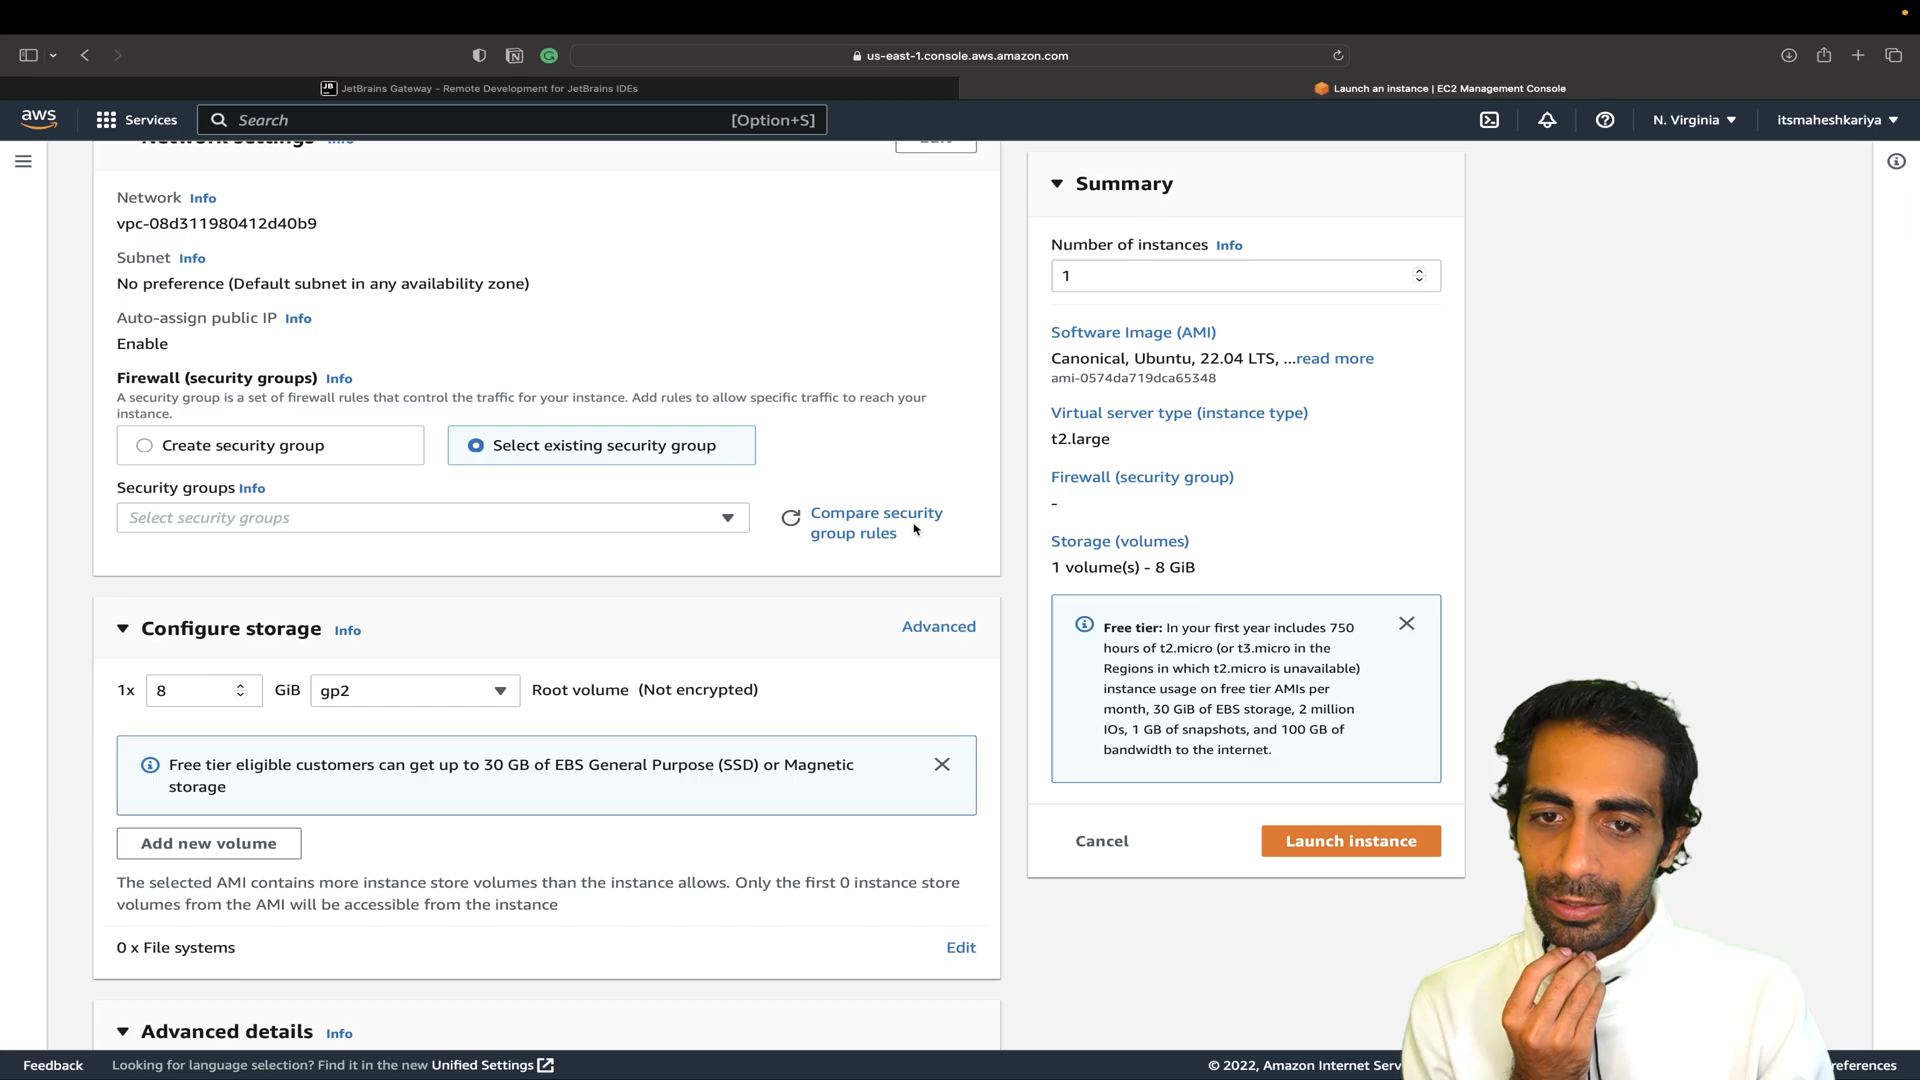 us-east-1.console.aws.amazon.com
JB JetBrains Gateway - Remote Development for JetBrains IDEs
Launch an instance | EC2 Management Console
aws
Services
Search
[Option+S]
N. Virginia
itsmaheshkariya
Network settings Info
Edit
Network Info
vpc-08d311980412d40b9
Subnet Info
No preference (Default subnet in any availability zone)
Auto-assign public IP Info
Enable
Firewall (security groups) Info
A security group is a set of firewall rules that control the traffic for your instance. Add rules to allow specific traffic to reach your
instance.
Create security group
Select existing security group
Security groups Info
Select security groups
Compare security
group rules
Configure storage Info
Advanced
1x
8
GiB
gp2
Root volume (Not encrypted)
Free tier eligible customers can get up to 30 GB of EBS General Purpose (SSD) or Magnetic
storage
Add new volume
The selected AMI contains more instance store volumes than the instance allows. Only the first 0 instance store
volumes from the AMI will be accessible from the instance
0 x File systems
Edit
Advanced details Info
Summary
Number of instances Info
1
Software Image (AMI)
Canonical, Ubuntu, 22.04 LTS, ...read more
ami-0574da719dca65348
Virtual server type (instance type)
t2.large
Firewall (security group)
-
Storage (volumes)
1 volume(s) - 8 GiB
Free tier: In your first year includes 750
hours of t2.micro (or t3.micro in the
Regions in which t2.micro is unavailable)
instance usage on free tier AMIs per
month, 30 GiB of EBS storage, 2 million
IOs, 1 GB of snapshots, and 100 GB of
bandwidth to the internet.
Cancel
Launch instance
Feedback
Looking for language selection? Find it in the new Unified Settings
© 2022, Amazon Internet Serv
references